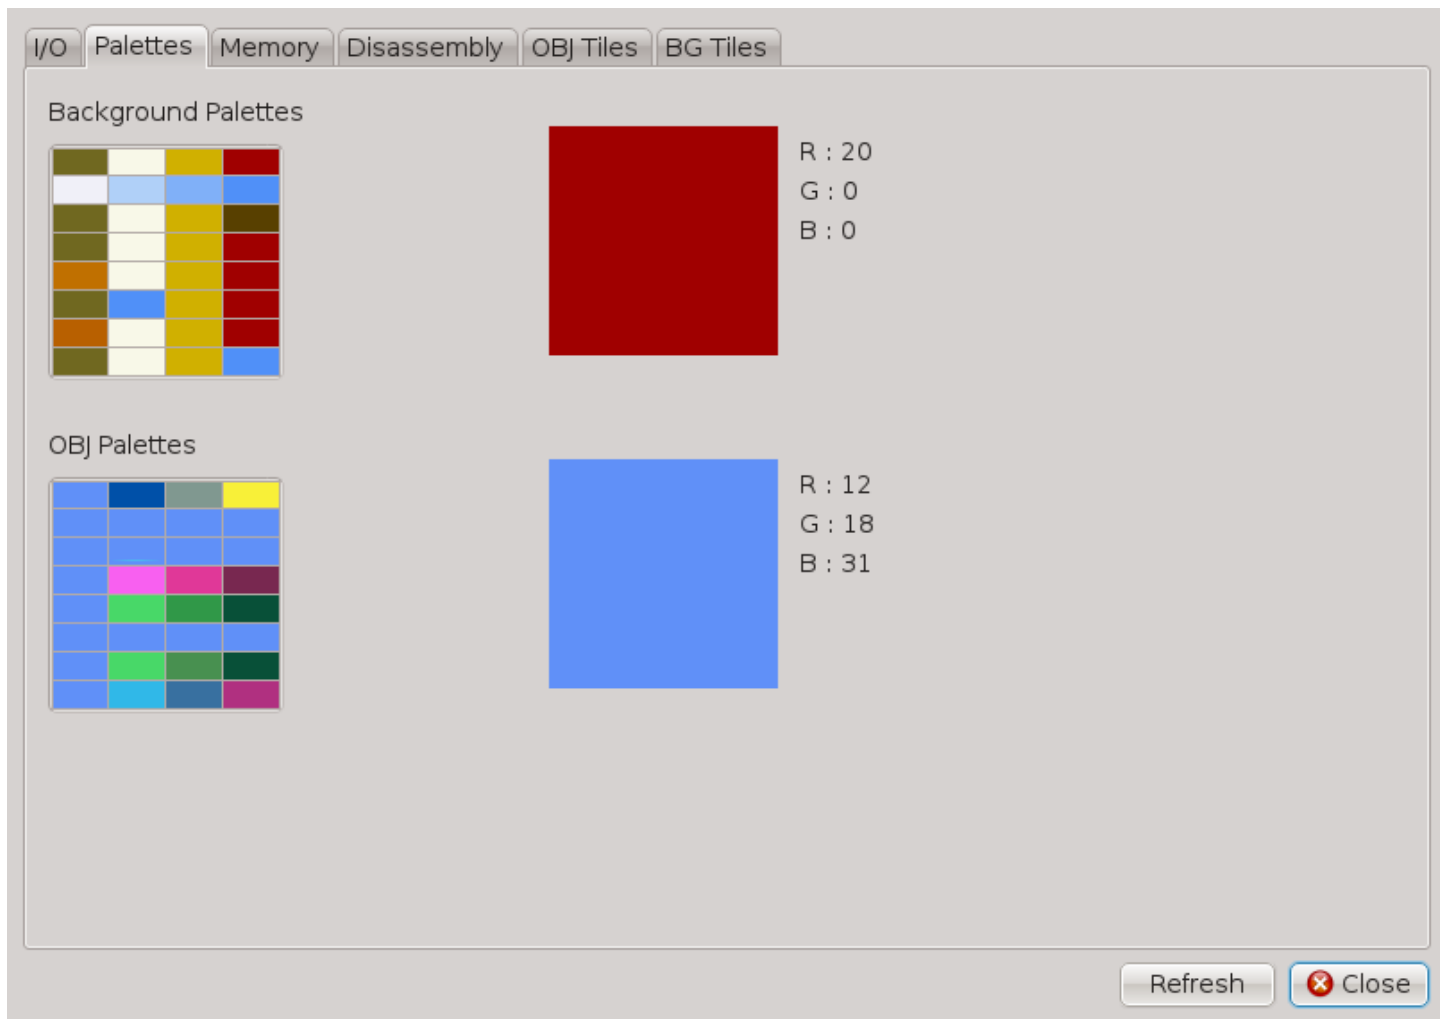 I/O Palettes Memory Disassembly OBJ Tiles BG Tiles
Background Palettes
R : 20
G : 0
B : 0
OBJ Palettes
R : 12
G : 18
B : 31
Refresh Close